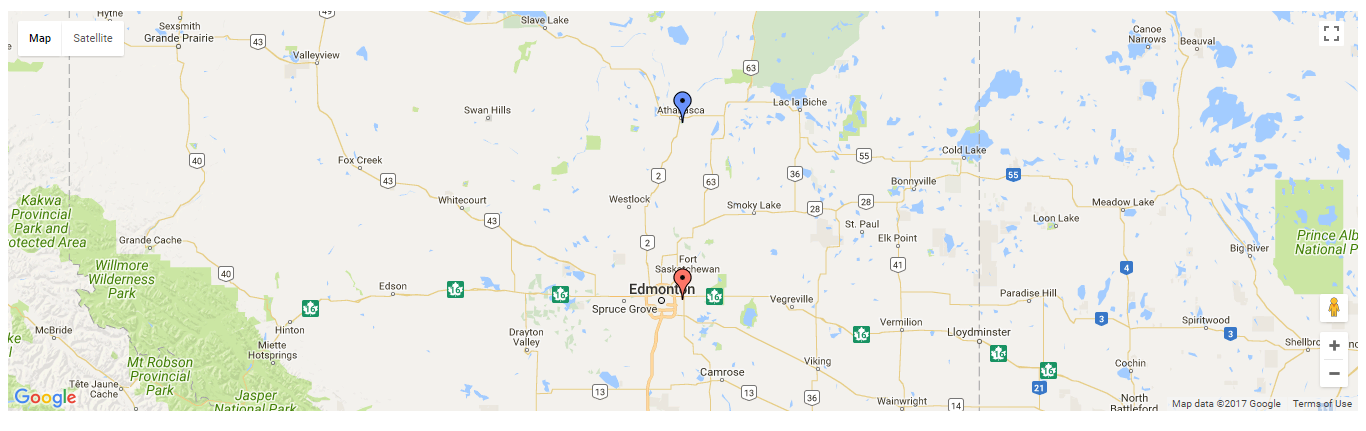 Hythe
49
Slave Lake
Map
Satellite
Sexsmith
Grande Prairie
43
Valleyview
63
Canoe
Narrows
Beauval
Swan Hills
Lac la Biche
40
Fox Creek
43
2
63
36
55
Cold Lake
55
Bonnyville
Kakwa
Provincial
Park and
Whitecourt
43
Westlock
Smoky Lake
28
28
St. Paul
Loon Lake
Meadow Lake
Grande Cache
2
Elk Point
Big River
Prince Alb
National P
Willmore
Wilderness
Park
40
Fort
Saskatchewan
41
4
Edson
16
16
16
Edmonton
16
Spruce Grove
Vegreville
Paradise Hill
Hinton
McBride
Miette
Hotsprings
Drayton
Valley
16
Vermilion
Lloydminster
16
3
Spiritwood
3
Shellbro
Mt Robson
Provincial
Park
Tête Jaune
Cache
Viking
Camrose
16
21
Cochin
Jasper
National Park
Google
13
13
36
Wainwright
14
North
Battleford
Map data ©2017 Google
Terms of Use